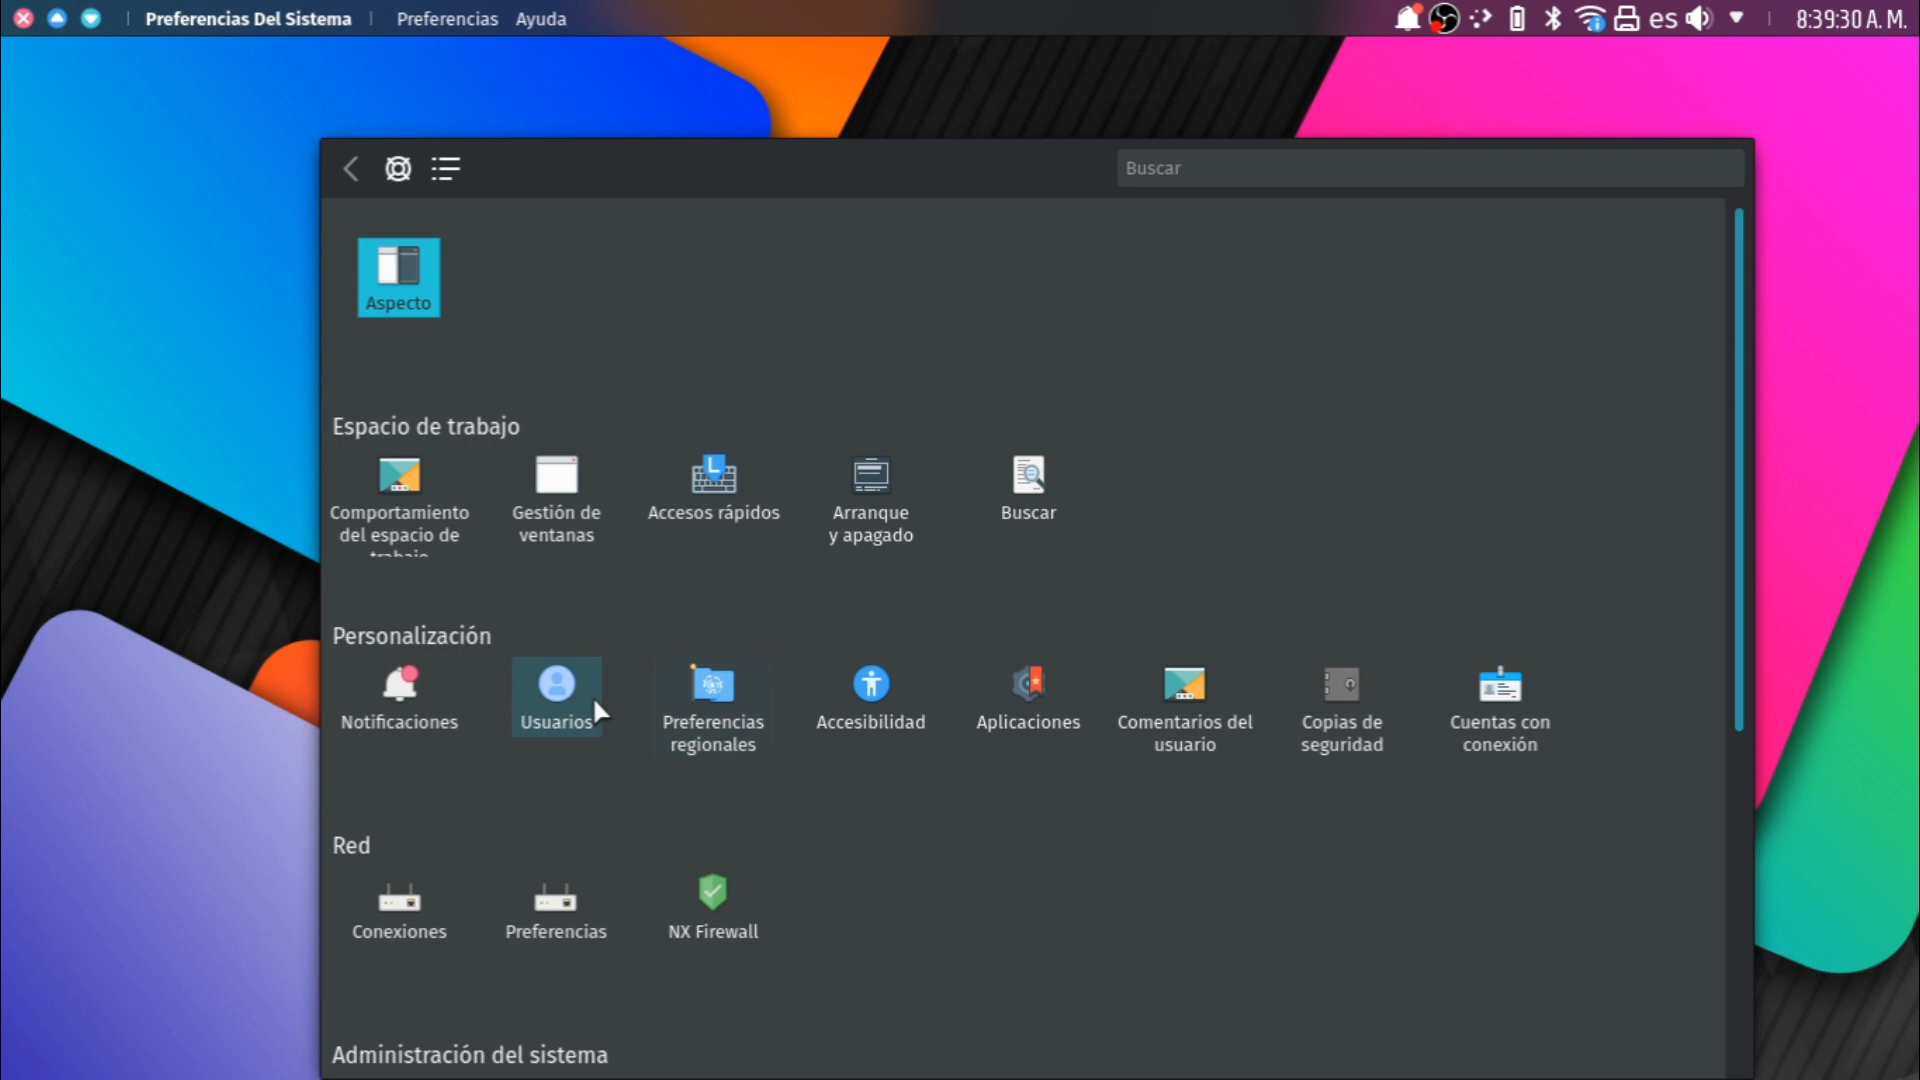 Preferencias Del Sistema Preferencias Ayuda es 8:39:30 A. M.
Buscar
Aspecto
Espacio de trabajo
Comportamiento
del espacio de
trabajo
Gestión de
ventanas
Accesos rápidos
Arranque
y apagado
Buscar
Personalización
Notificaciones
Usuarios
Preferencias
regionales
Accesibilidad
Aplicaciones
Comentarios del
usuario
Copias de
seguridad
Cuentas con
conexión
Red
Conexiones
Preferencias
NX Firewall
Administración del sistema